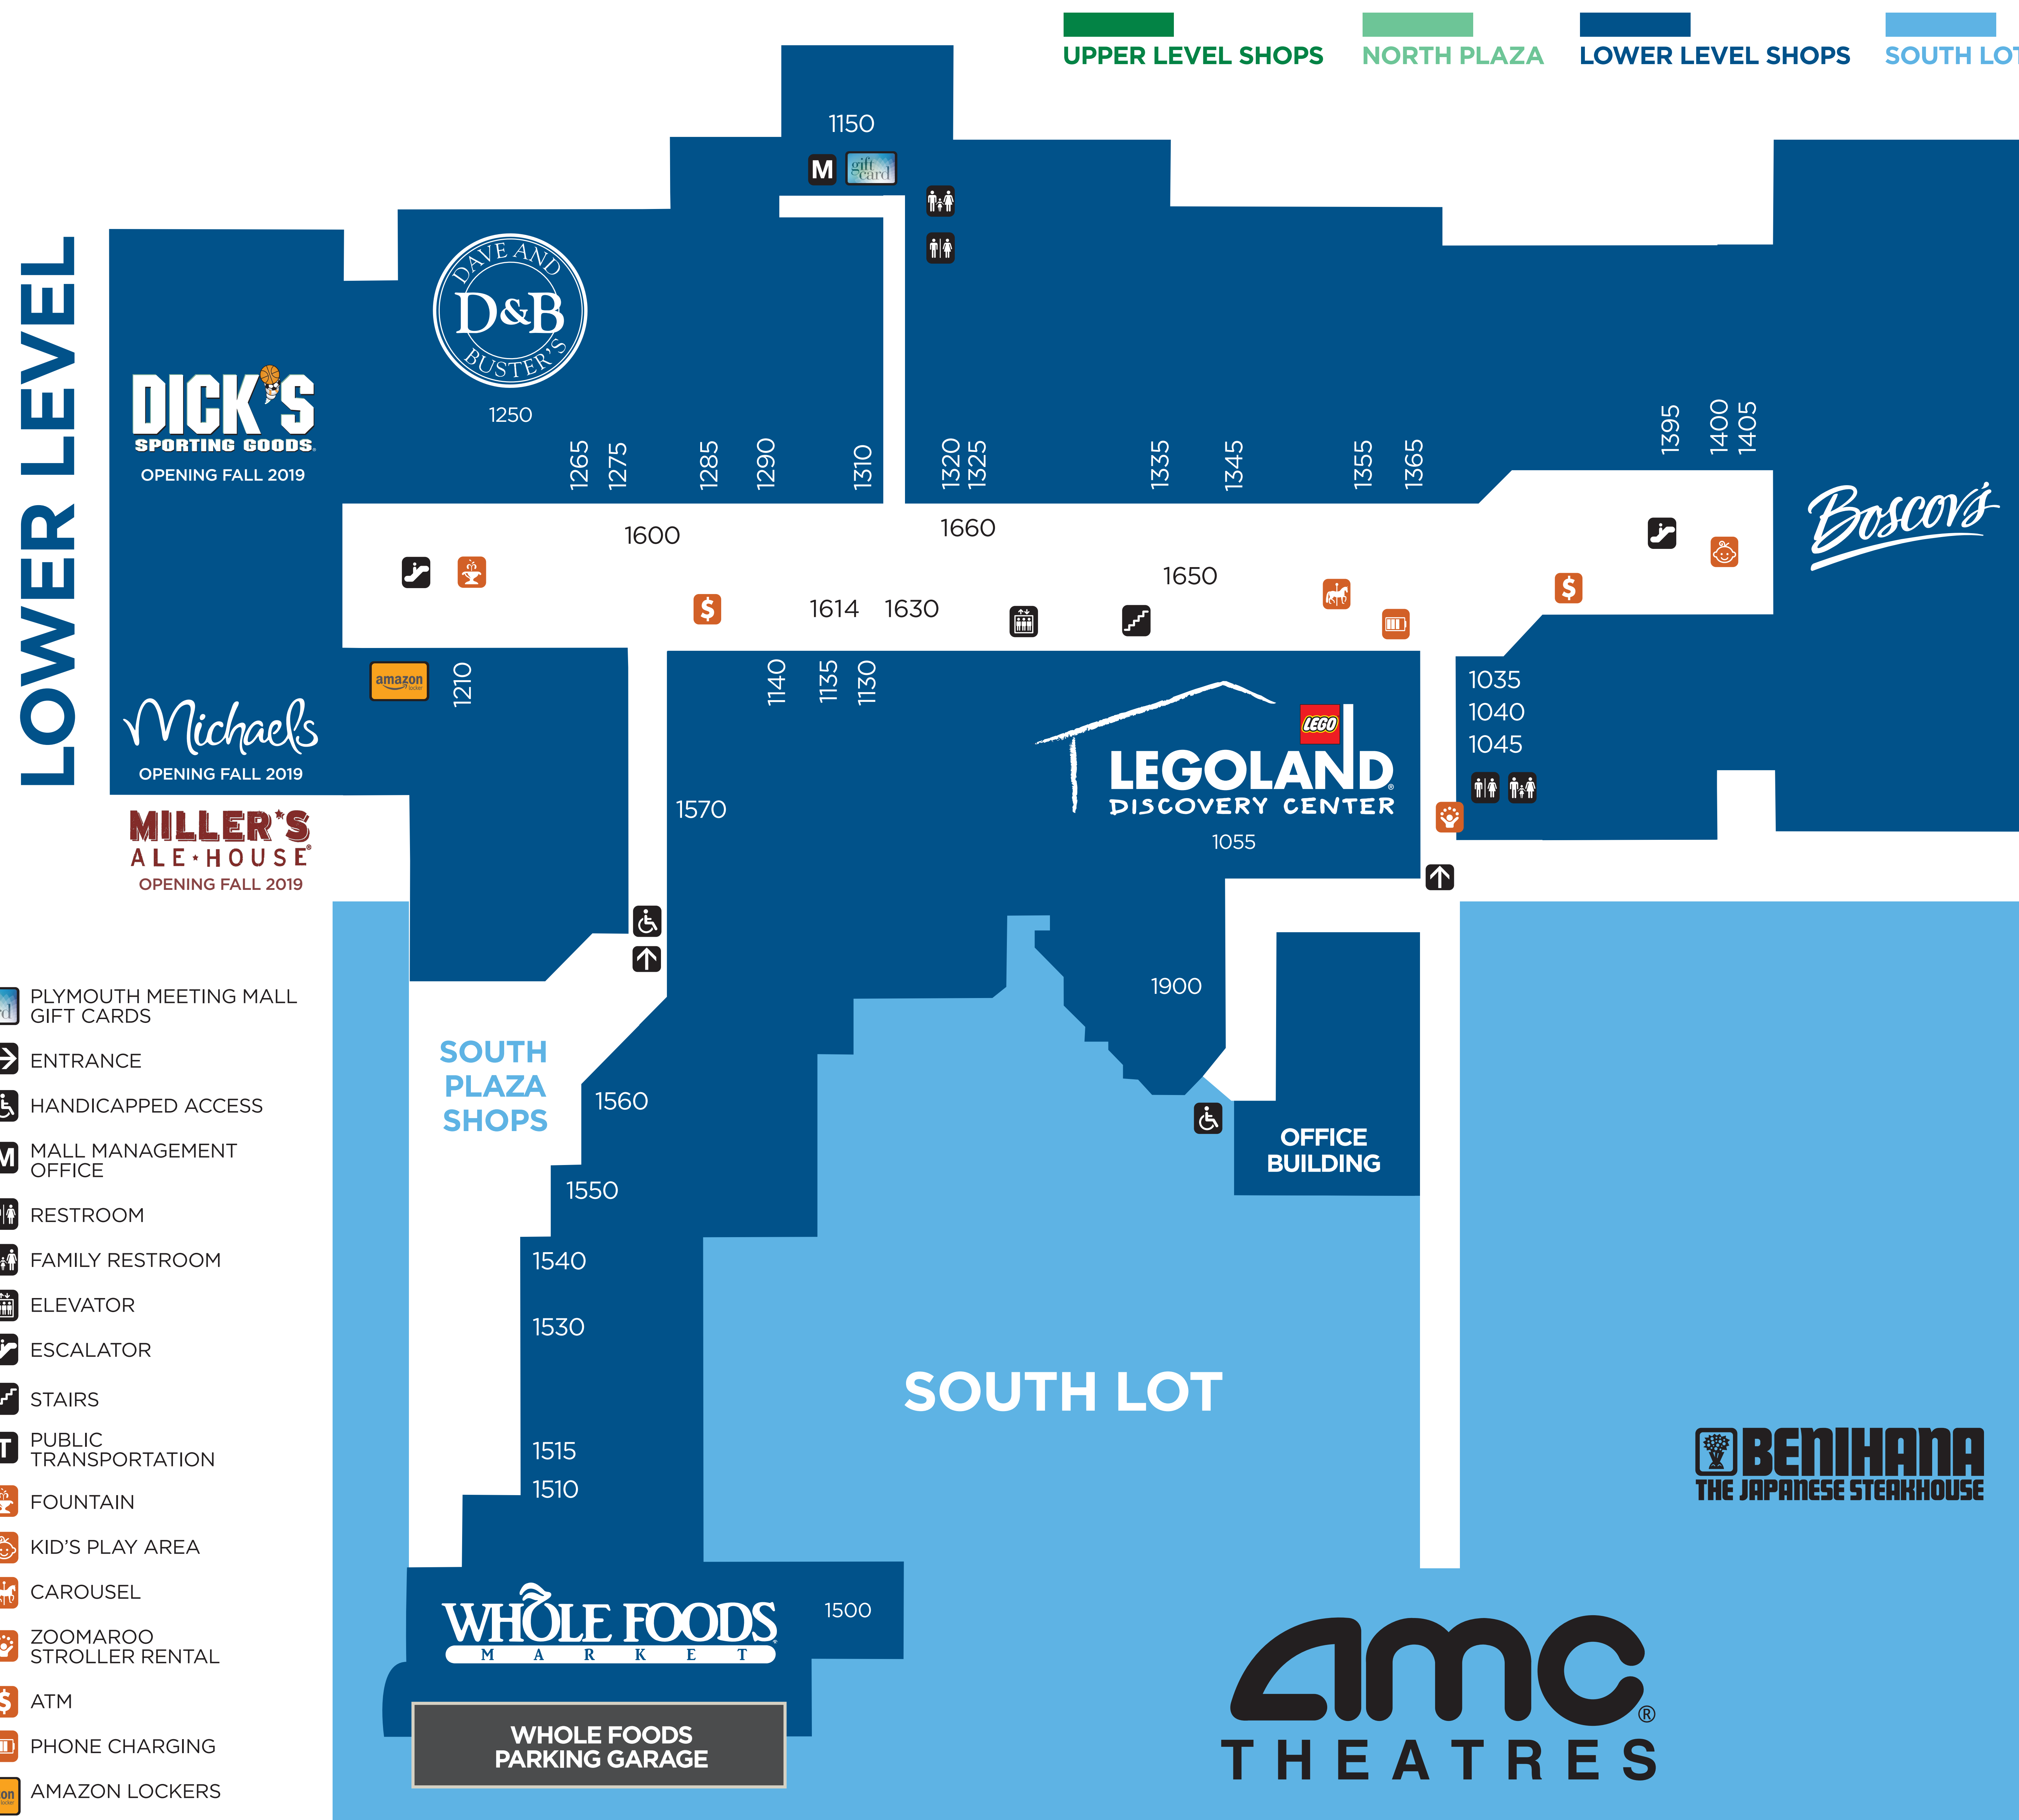 UPPER LEVEL SHOPS
NORTH PLAZA
LOWER LEVEL SHOPS
SOUTH LOT
LOWER LEVEL
1150
M
gift
card
DAVE AND
D&B
BUSTER'S
1250
DICK'S
SPORTING GOODS
OPENING FALL 2019
1265
1275
1285
1290
1310
1320
1325
1335
1345
1355
1365
1395
1400
1405
Boscov's
1600
1660
1650
$
1614
1630
$
amazon
locker
1210
1140
1135
1130
Michaels
OPENING FALL 2019
MILLER'S
ALE HOUSE®
OPENING FALL 2019
1570
LEGO
LEGOLAND®
DISCOVERY CENTER
1055
1035
1040
1045
1900
OFFICE
BUILDING
SOUTH
PLAZA
SHOPS
1560
1550
1540
1530
1515
1510
SOUTH LOT
BENIHANA
THE JAPANESE STEAKHOUSE
WHOLE FOODS
MARKET
1500
WHOLE FOODS
PARKING GARAGE
amc®
THEATRES
PLYMOUTH MEETING MALL
GIFT CARDS
ENTRANCE
HANDICAPPED ACCESS
M
MALL MANAGEMENT
OFFICE
RESTROOM
FAMILY RESTROOM
ELEVATOR
ESCALATOR
STAIRS
T
PUBLIC
TRANSPORTATION
FOUNTAIN
KID'S PLAY AREA
CAROUSEL
ZOOMAROO
STROLLER RENTAL
$
ATM
PHONE CHARGING
AMAZON LOCKERS